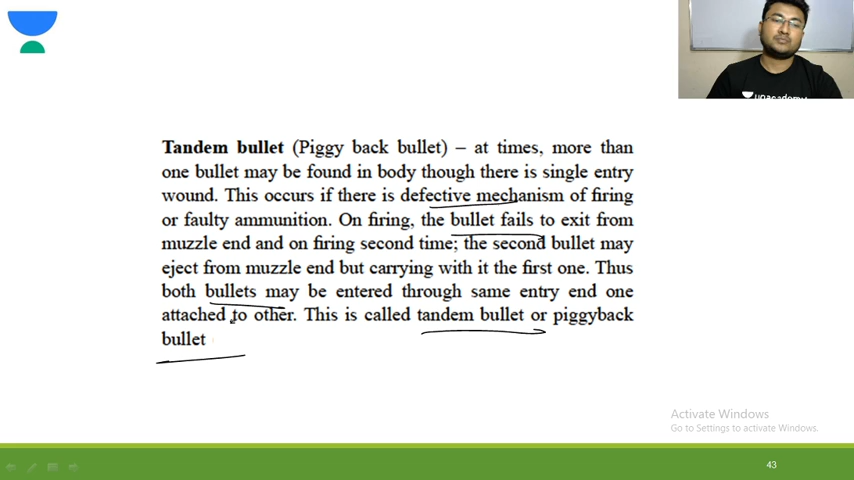 unacademy
Tandem bullet (Piggy back bullet) – at times, more than
one bullet may be found in body though there is single entry
wound. This occurs if there is defective mechanism of firing
or faulty ammunition. On firing, the bullet fails to exit from
muzzle end and on firing second time; the second bullet may
eject from muzzle end but carrying with it the first one. Thus
both bullets may be entered through same entry end one
attached to other. This is called tandem bullet or piggyback
bullet
Activate Windows
Go to Settings to activate Windows.
43